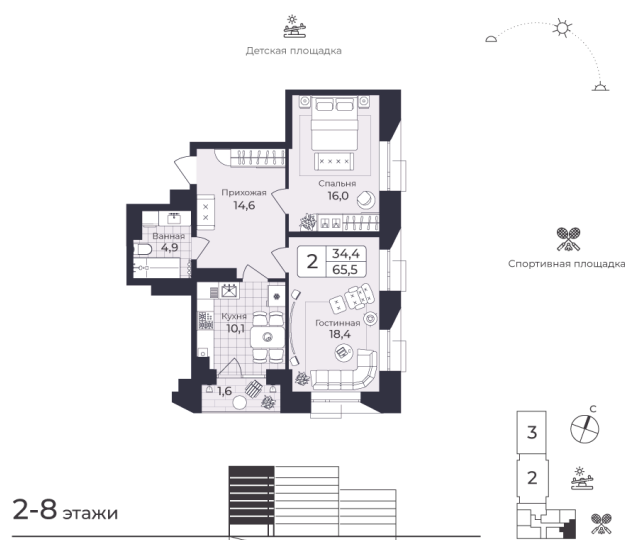 Детская площадка
Спальня
16,0
Прихожая
14,6
Ванная
4,9
2
34,4
65,5
Спортивная площадка
Кухня
10,1
Гостинная
18,4
1,6
С
3
2
2-8 этажи